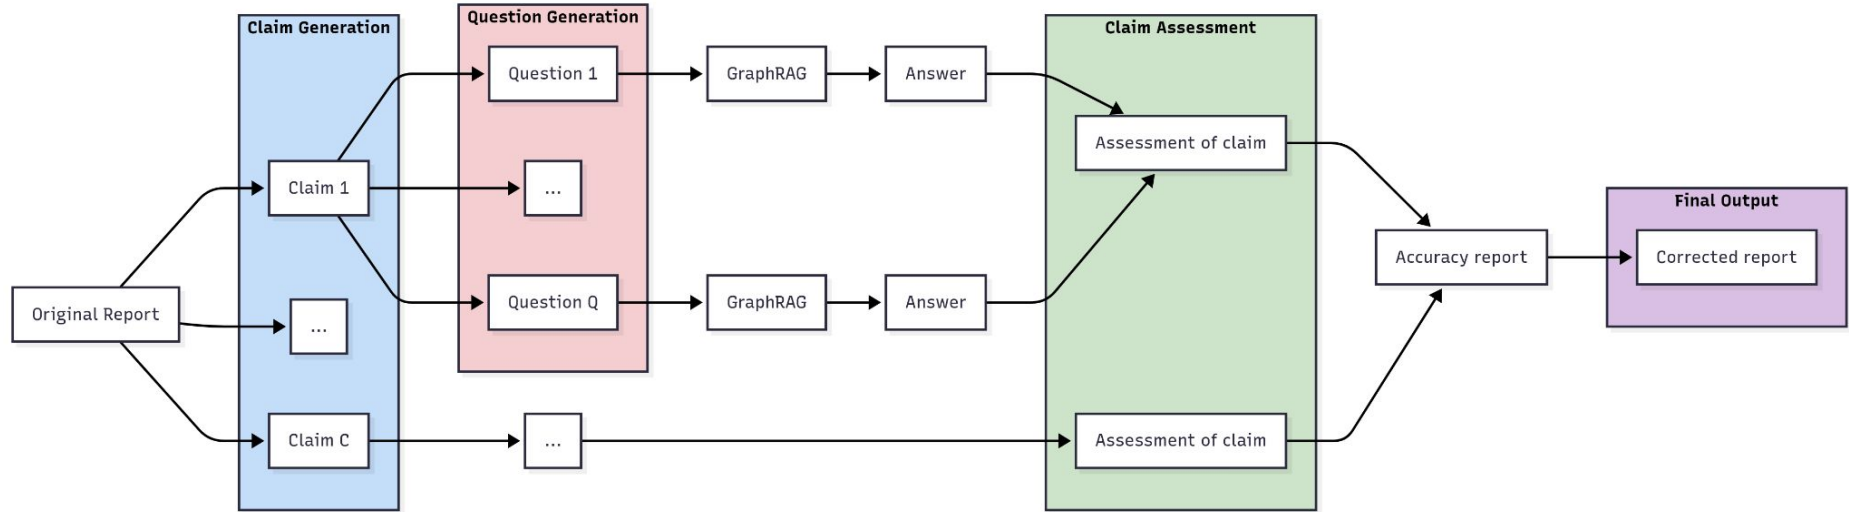 Claim Generation
Question Generation
Claim Assessment
Question 1
GraphRAG
Answer
Assessment of claim
Claim 1
...
Final Output
Accuracy report
Corrected report
Question Q
GraphRAG
Answer
Original Report
...
Claim C
...
Assessment of claim